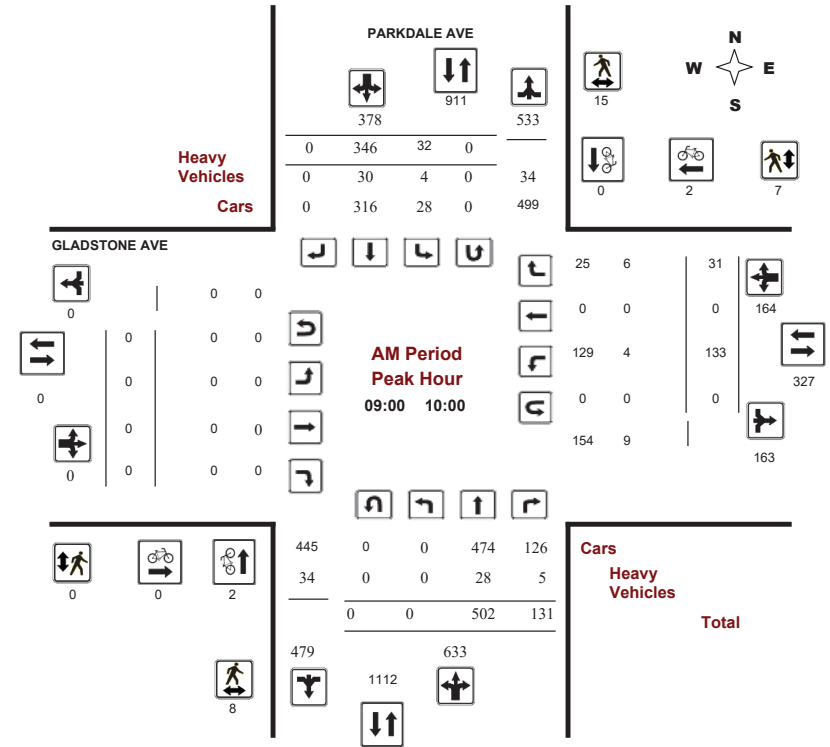 PARKDALE AVE
N
W E
S
911
15
378 533
0 346 32 0
Heavy
Vehicles
0 30 4 0 34
Cars
0 316 28 0 499
0 2 7
GLADSTONE AVE
25 6 31
0 0 0
0
164
0 0 0
0 0 0
129 4 133
327
AM Period
Peak Hour
09:00 10:00
0
0 0 0
0 0 0
0 0 0
154 9
163
0
0 0 0
445 0 0 474 126
Cars
34 0 0 28 5
Heavy
Vehicles
0 0 2
0 0 502 131
Total
479 633
1112
8